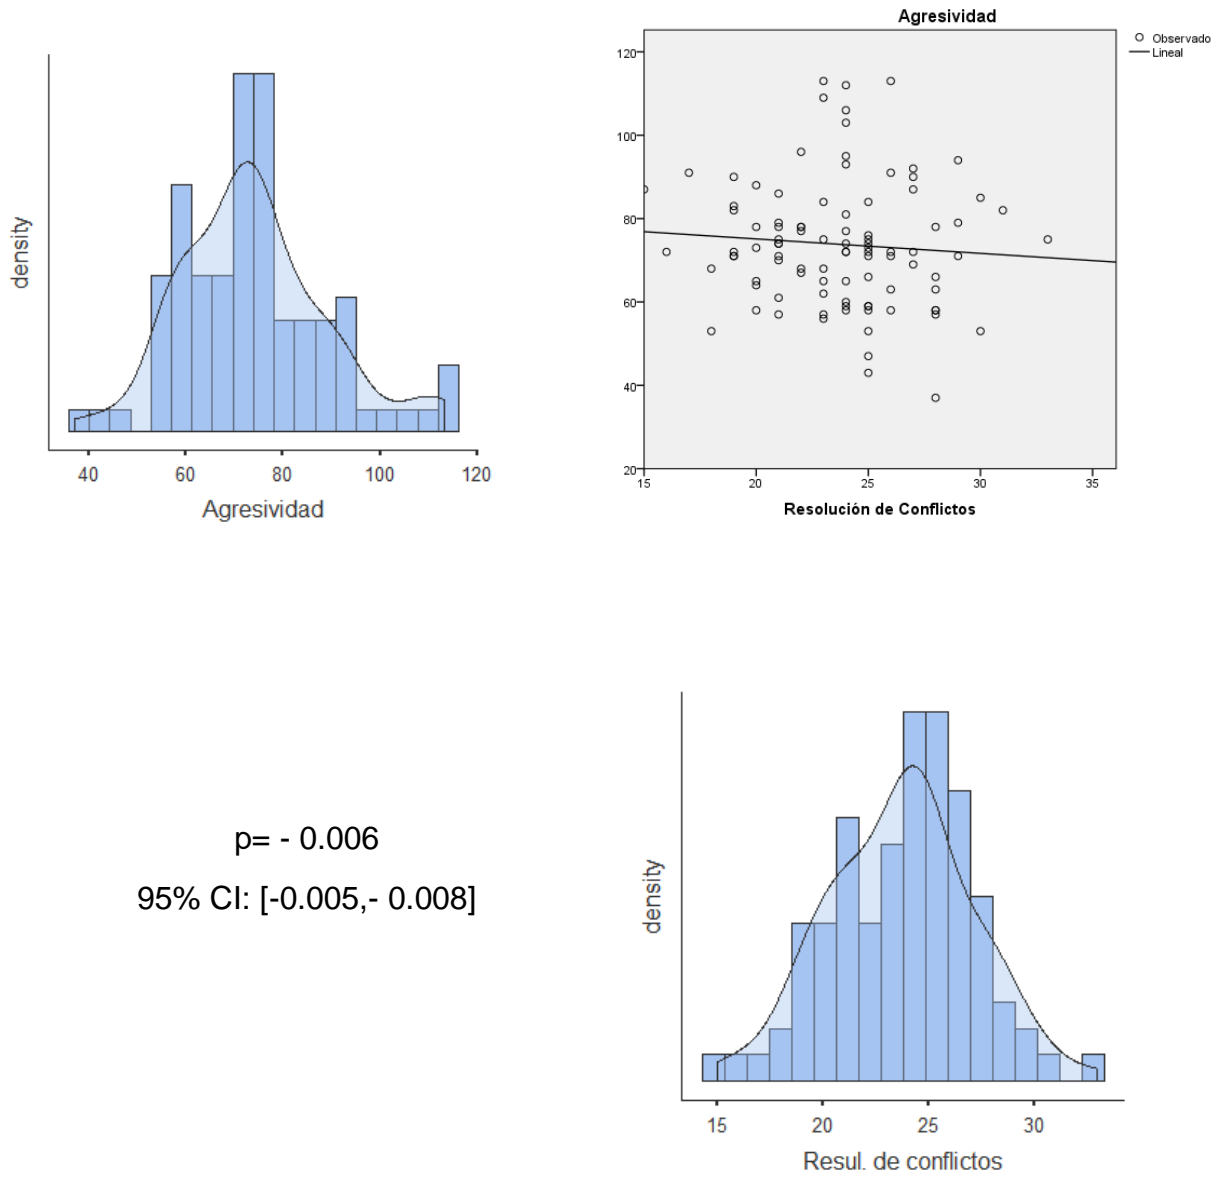 density
40 60 80 100 120
Agresividad
Agresividad
Observado
Lineal
120
100
80
60
40
20
15 20 25 30 35
Resolución de Conflictos
p= - 0.006
95% CI: [-0.005,- 0.008]
density
15 20 25 30
Resul. de conflictos